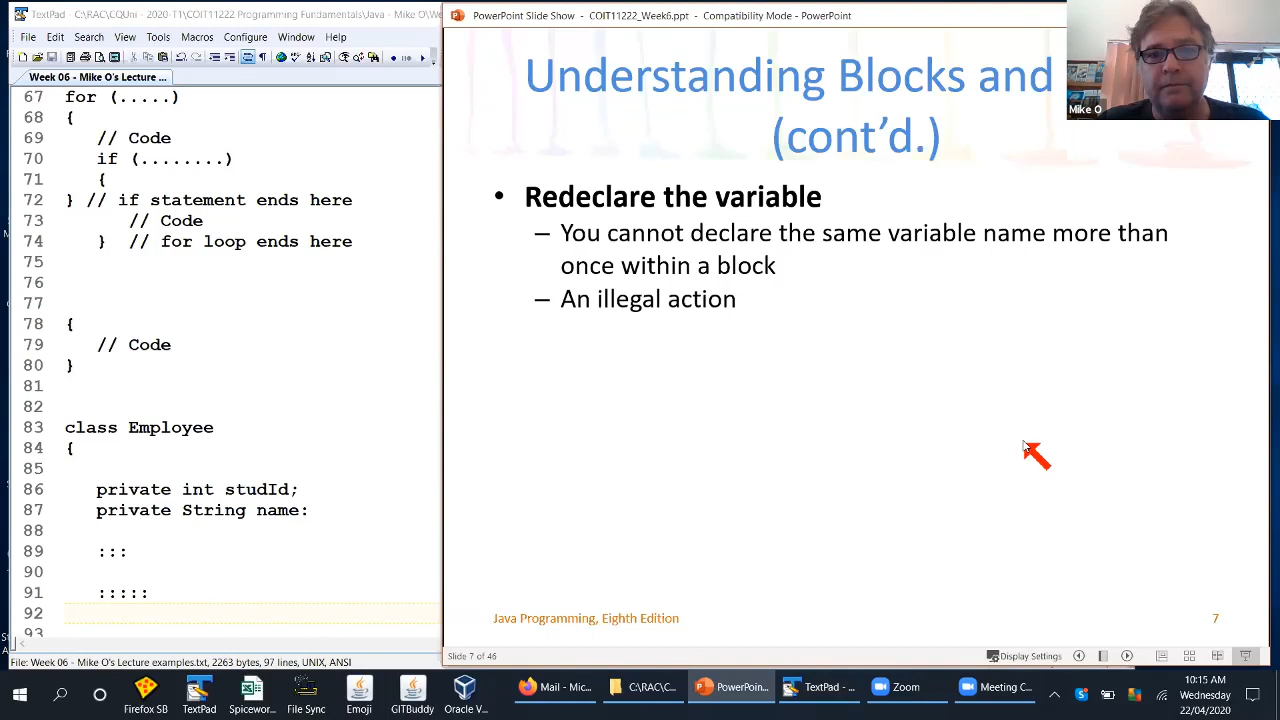 TextPad - C:\RAC\CQUni - 2020-T1\COIT11222 Programming Fundamentals\Java - Mike O's We
File Edit Search View Tools Macros Configure Window Help
Week 06 - Mike O's Lecture ...
67 for (.....)
68 {
69 // Code
70 if (........)
71 {
72 } // if statement ends here
73 // Code
74 } // for loop ends here
75
76
77
78 {
79 // Code
80 }
81
82
83 class Employee
84 {
85
86 private int studId;
87 private String name:
88
89 :::
90
91 :::::
92
93
File: Week 06 - Mike O's Lecture examples.txt, 2263 bytes, 97 lines, UNIX, ANSI
PowerPoint Slide Show - COIT11222_Week6.ppt - Compatibility Mode - PowerPoint
Understanding Blocks and
(cont’d.)
• Redeclare the variable
– You cannot declare the same variable name more than
once within a block
– An illegal action
Java Programming, Eighth Edition
7
Slide 7 of 46
Display Settings
Mike O
Firefox SB
TextPad
Spicewor...
File Sync
Emoji
GITBuddy
Oracle V...
Mail - Mic...
C:\RAC\C...
PowerPoin...
TextPad - ...
Zoom
Meeting C...
10:15 AM
Wednesday
22/04/2020